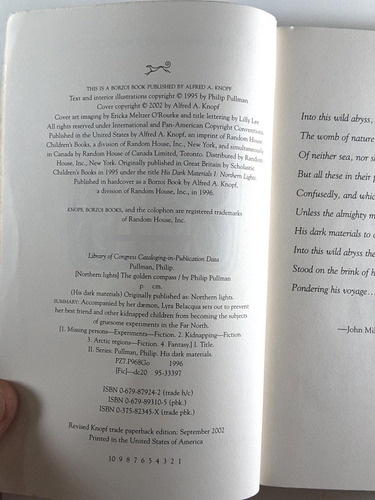 THIS IS A BORZOI BOOK PUBLISHED BY ALFRED A. KNOPF
Text and interior illustrations copyright © 1995 by Philip Pullman
Cover copyright © 2002 by Alfred A. Knopf
Cover art imaging by Ericka Meltzer O'Rourke and title lettering by Lilly Lee
All rights reserved under International and Pan-American Copyright Conventions.
Published in the United States by Alfred A. Knopf, an imprint of Random House
Children's Books, a division of Random House, Inc., New York, and simultaneously
in Canada by Random House of Canada Limited, Toronto. Distributed by Random
House, Inc., New York. Originally published in Great Britain by Scholastic
Children's Books in 1995 under the title His Dark Materials I: Northern Lights.
Published in hardcover as a Borzoi Book by Alfred A. Knopf,
a division of Random House, Inc., in 1996.
KNOPF, BORZOI BOOKS, and the colophon are registered trademarks
of Random House, Inc.
Library of Congress Cataloging-in-Publication Data
Pullman, Philip.
[Northern lights] The golden compass / by Philip Pullman
p. cm.
(His dark materials) Originally published as: Northern lights.
SUMMARY: Accompanied by her dæmon, Lyra Belacqua sets out to prevent
her best friend and other kidnapped children from becoming the subjects
of gruesome experiments in the Far North.
[1. Missing persons—Experiments—Fiction. 2. Kidnapping—Fiction.
3. Arctic regions—Fiction. 4. Fantasy.] I. Title.
II. Series: Pullman, Philip. His dark materials.
PZ7.P968Go 1996
[Fic]—dc20 95-33397
ISBN 0-679-87924-2 (trade h/c)
ISBN 0-679-89310-5 (pbk.)
ISBN 0-375-82345-X (trade pbk.)
Revised Knopf trade paperback edition: September 2002
Printed in the United States of America
10 9 8 7 6 5 4 3 2 1
Into this wild abyss,
The womb of nature
Of neither sea, nor s
But all these in their
Confusedly, and which
Unless the almighty m
His dark materials to c
Into this wild abyss the
Stood on the brink of h
Pondering his voyage...
—John Mil